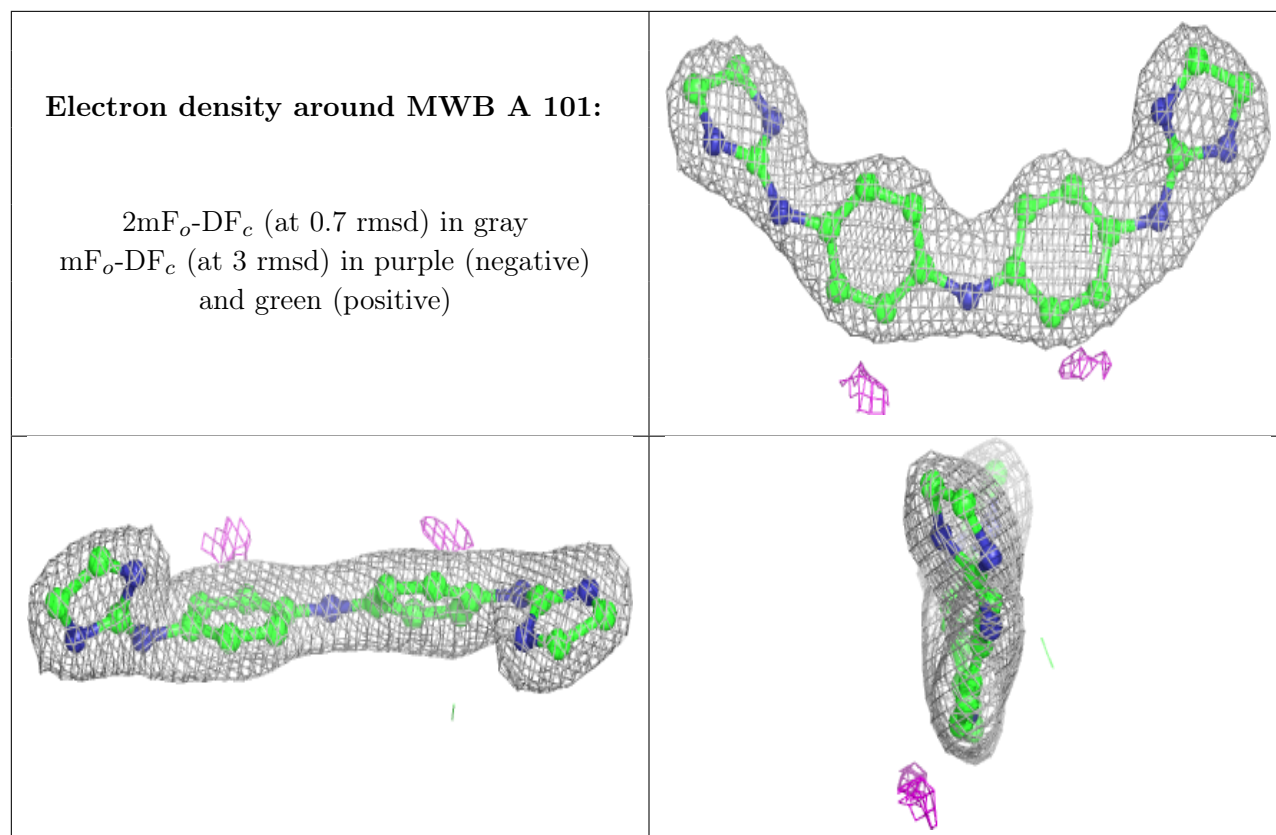 Electron density around MWB A 101:
2mFₒ-DF𝒸 (at 0.7 rmsd) in gray
mFₒ-DF𝒸 (at 3 rmsd) in purple (negative)
and green (positive)